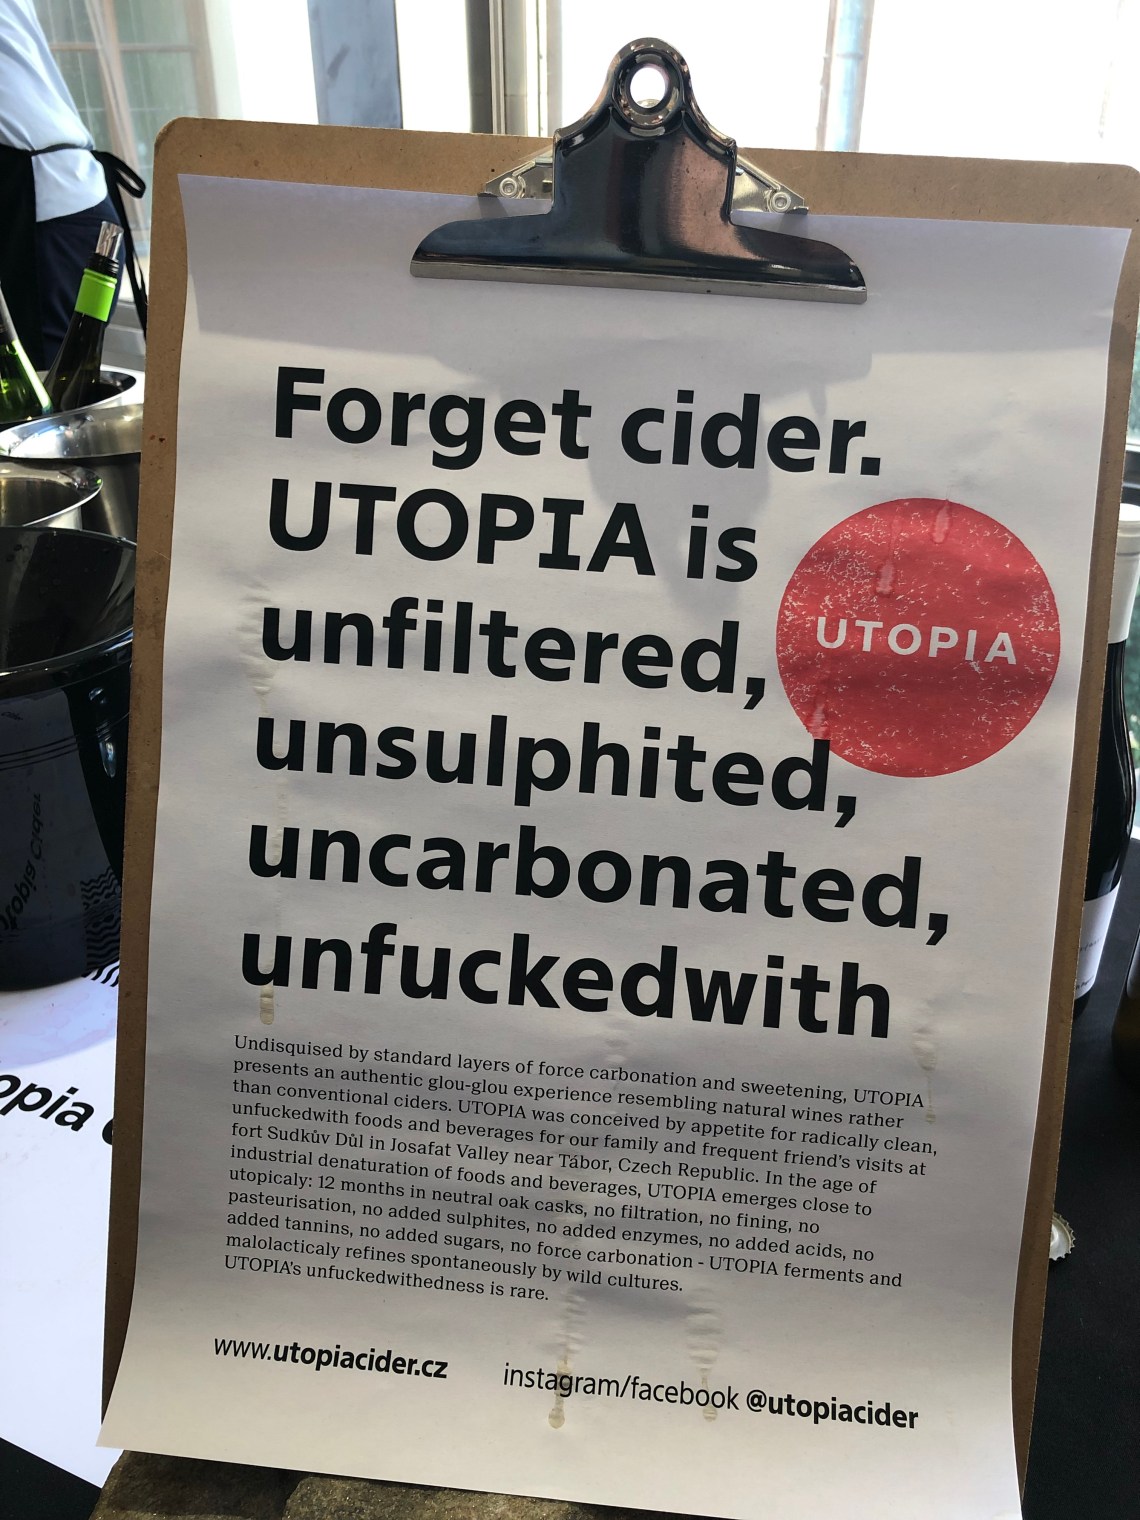 Forget cider.
UTOPIA is
unfiltered,
UTOPIA
unsulphited,
uncarbonated,
unfuckedwith
Undisquised by standard layers of force carbonation and sweetening, UTOPIA
presents an authentic glou-glou experience resembling natural wines rather
than conventional ciders. UTOPIA was conceived by appetite for radically clean,
unfuckedwith foods and beverages for our family and frequent friend's visits at
fort Sudkův Důl in Josafat Valley near Tábor, Czech Republic. In the age of
industrial denaturation of foods and beverages, UTOPIA emerges close to
utopicaly: 12 months in neutral oak casks, no filtration, no fining, no
pasteurisation, no added sulphites, no added enzymes, no added acids, no
added tannins, no added sugars, no force carbonation - UTOPIA ferments and
malolacticaly refines spontaneously by wild cultures.
UTOPIA's unfuckedwithedness is rare.
www.utopiacider.cz
instagram/facebook @utopiacider
opia